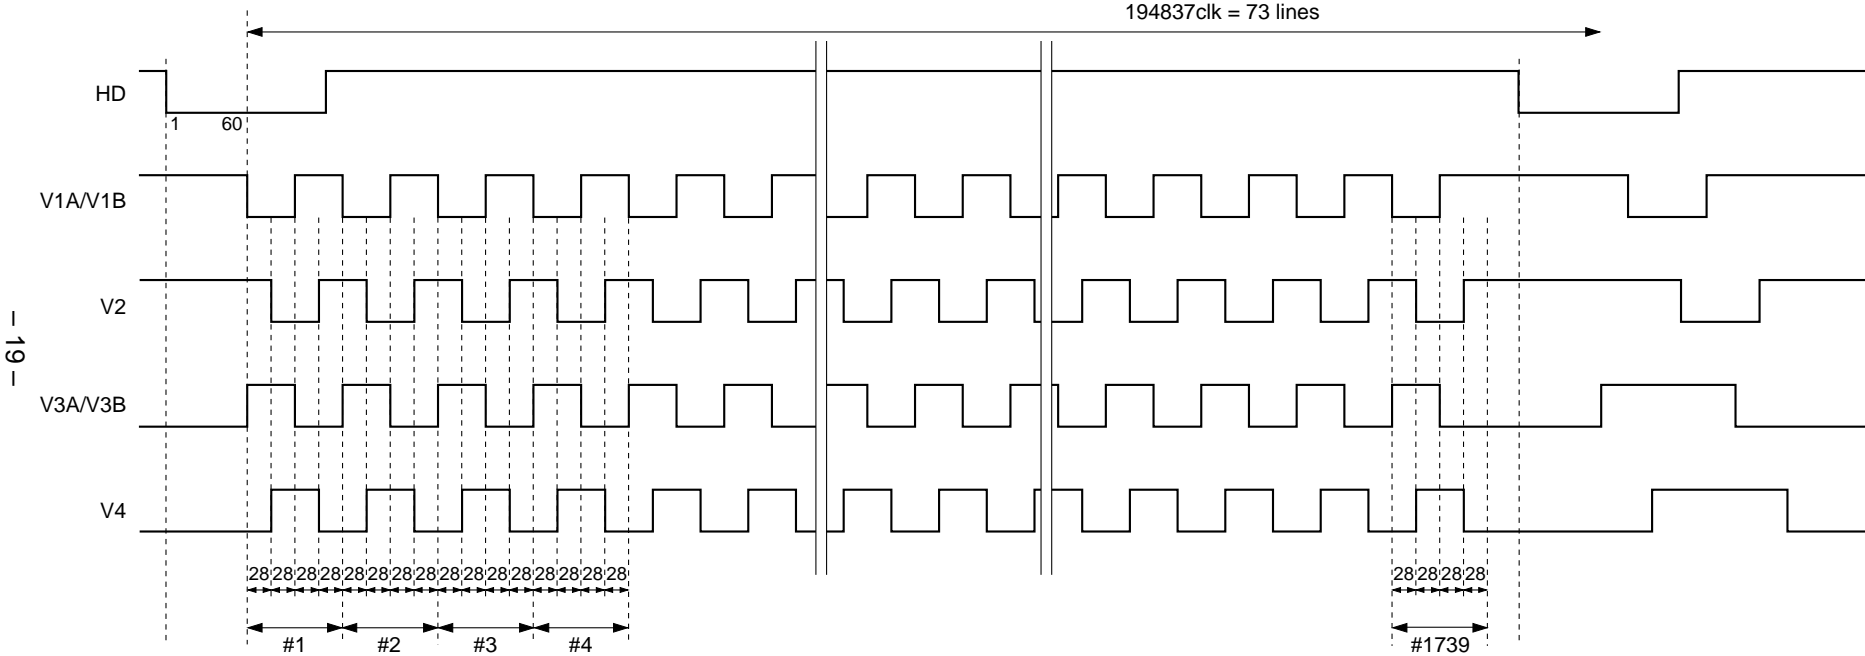 194837clk = 73 lines
HD
1 60
V1A/V1B
V2
– 19 –
V3A/V3B
V4
28 28 28 28 28 28 28 28 28 28 28 28 28 28 28 28 28 28 28 28
#1 #2 #3 #4 #1739